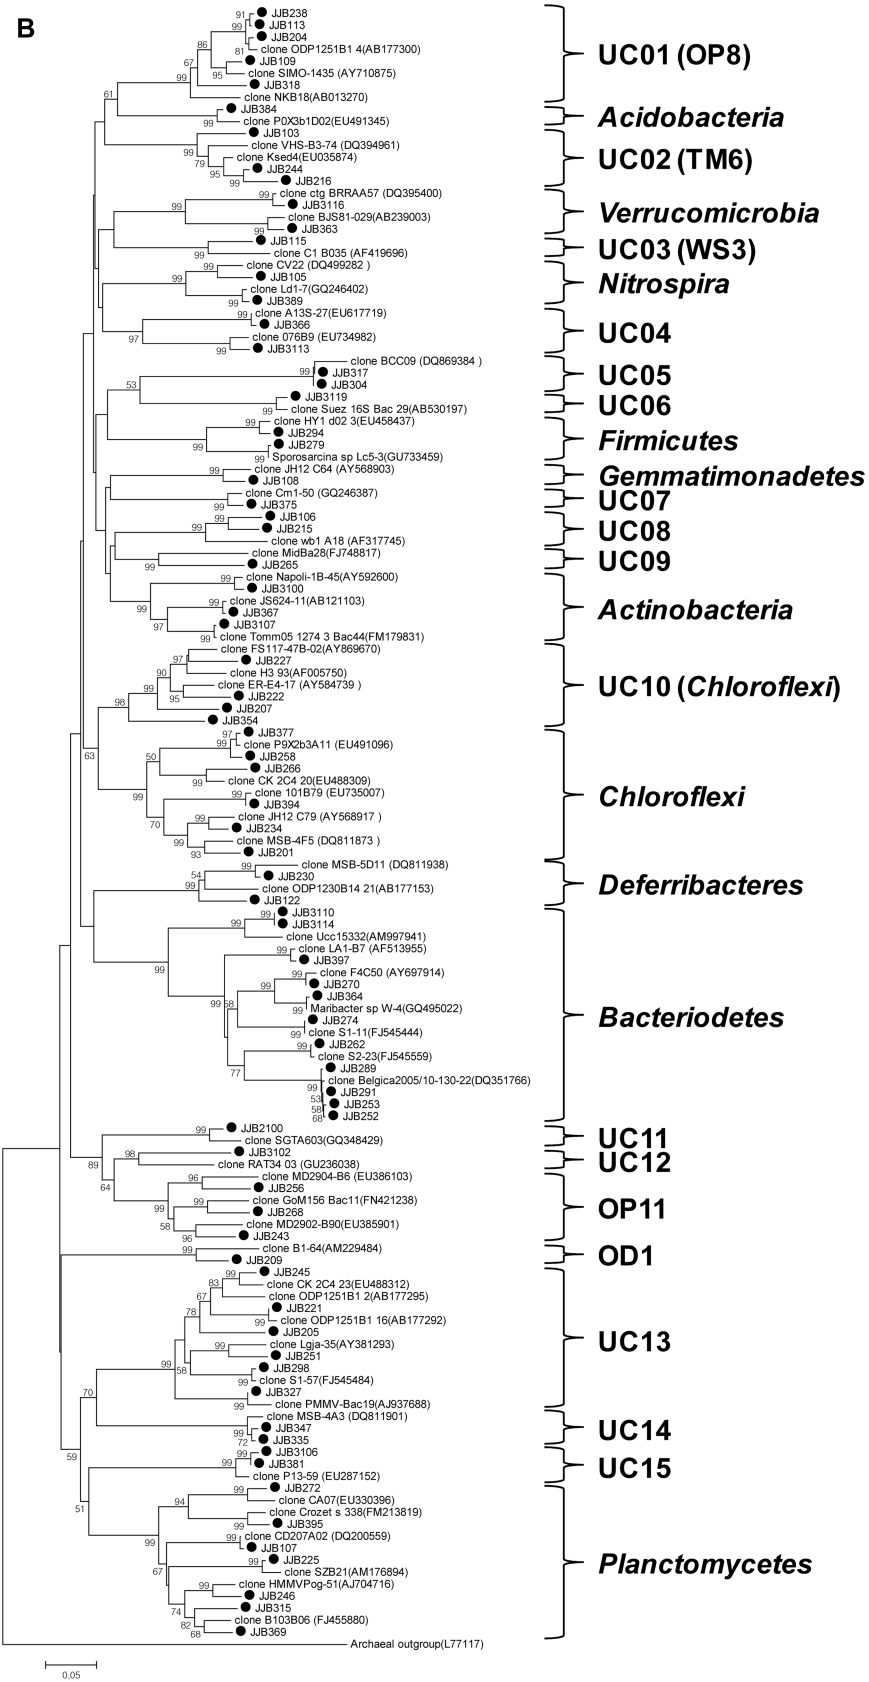 B
91
JJB238
JJB113
99
JJB204
86
81
clone ODP1251B1 4(AB177300)
67
JJB109
95
clone SIMO-1435 (AY710875)
99
JJB318
61
clone NKB18(AB013270)
UC01 (OP8)
JJB384
99
clone P0X3b1D02(EU491345)
Acidobacteria
JJB103
99
clone VHS-B3-74 (DQ394961)
79
clone Ksed4(EU035874)
95
JJB244
99
JJB216
UC02 (TM6)
99
clone ctg BRRAA57 (DQ395400)
99
JJB3116
clone BJS81-029(AB239003)
99
JJB363
Verrucomicrobia
JJB115
99
clone C1 B035 (AF419696)
UC03 (WS3)
99
clone CV22 (DQ499282 )
99
JJB105
clone Ld1-7(GQ246402)
99
JJB389
Nitrospira
99
clone A13S-27(EU617719)
JJB366
97
clone 076B9 (EU734982)
99
JJB3113
UC04
clone BCC09 (DQ869384 )
99
JJB317
53
JJB304
UC05
JJB3119
99
clone Suez 16S Bac 29(AB530197)
UC06
99
clone HY1 d02 3(EU458437)
JJB294
99
JJB279
99
Sporosarcina sp Lc5-3(GU733459)
Firmicutes
99
clone JH12 C64 (AY568903)
JJB108
Gemmatimonadetes
clone Cm1-50 (GQ246387)
99
JJB375
UC07
99
JJB106
99
JJB215
clone wb1 A18 (AF317745)
UC08
clone MidBa28(FJ748817)
99
JJB265
UC09
99
clone Napoli-1B-45(AY592600)
JJB3100
99
99
clone JS624-11(AB121103)
JJB367
97
JJB3107
99
clone Tomm05 1274 3 Bac44(FM179831)
Actinobacteria
clone FS117-47B-02(AY869670)
97
JJB227
90
clone H3 93(AF005750)
99
clone ER-E4-17 (AY584739 )
95
JJB222
98
JJB207
JJB354
UC10 (Chloroflexi)
63
97
JJB377
99
clone P9X2b3A11 (EU491096)
50
JJB258
JJB266
99
clone CK 2C4 20(EU488309)
99
99
clone 101B79 (EU735007)
JJB394
70
99
clone JH12 C79 (AY568917 )
JJB234
99
clone MSB-4F5 (DQ811873 )
93
JJB201
Chloroflexi
99
clone MSB-5D11 (DQ811938)
54
JJB230
99
clone ODP1230B14 21(AB177153)
JJB122
Deferribacteres
99
JJB3110
99
JJB3114
clone Ucc15332(AM997941)
99
99
clone LA1-B7 (AF513955)
JJB397
99
clone F4C50 (AY697914)
99
JJB270
99
58
JJB364
99
Maribacter sp W-4(GQ495022)
JJB274
99
clone S1-11(FJ545444)
JJB262
99
clone S2-23(FJ545559)
77
JJB289
99
clone Belgica2005/10-130-22(DQ351766)
53
JJB291
58
JJB253
68
JJB252
Bacteriodetes
99
JJB2100
clone SGTA603(GQ348429)
UC11
89
98
JJB3102
clone RAT34 03 (GU236038)
UC12
64
96
clone MD2904-B6 (EU386103)
JJB256
99
99
clone GoM156 Bac11(FN421238)
JJB268
58
clone MD2902-B90(EU385901)
96
JJB243
OP11
99
clone B1-64(AM229484)
JJB209
OD1
99
JJB245
83
clone CK 2C4 23(EU488312)
67
clone ODP1251B1 2(AB177295)
78
JJB221
99
clone ODP1251B1 16(AB177292)
JJB205
99
99
clone Lgja-35(AY381293)
58
JJB251
JJB298
99
clone S1-57(FJ545484)
JJB327
99
clone PMMV-Bac19(AJ937688)
UC13
70
clone MSB-4A3 (DQ811901)
99
JJB347
72
JJB335
UC14
59
99
JJB3106
99
JJB381
clone P13-59 (EU287152)
UC15
51
99
JJB272
94
clone CA07(EU330396)
clone Crozet s 338(FM213819)
99
JJB395
99
99
clone CD207A02 (DQ200559)
JJB107
67
99
JJB225
clone SZB21(AM176894)
99
clone HMMVPog-51(AJ704716)
74
JJB246
JJB315
82
clone B103B06 (FJ455880)
68
JJB369
Planctomycetes
Archaeal outgroup(L77117)
0.05